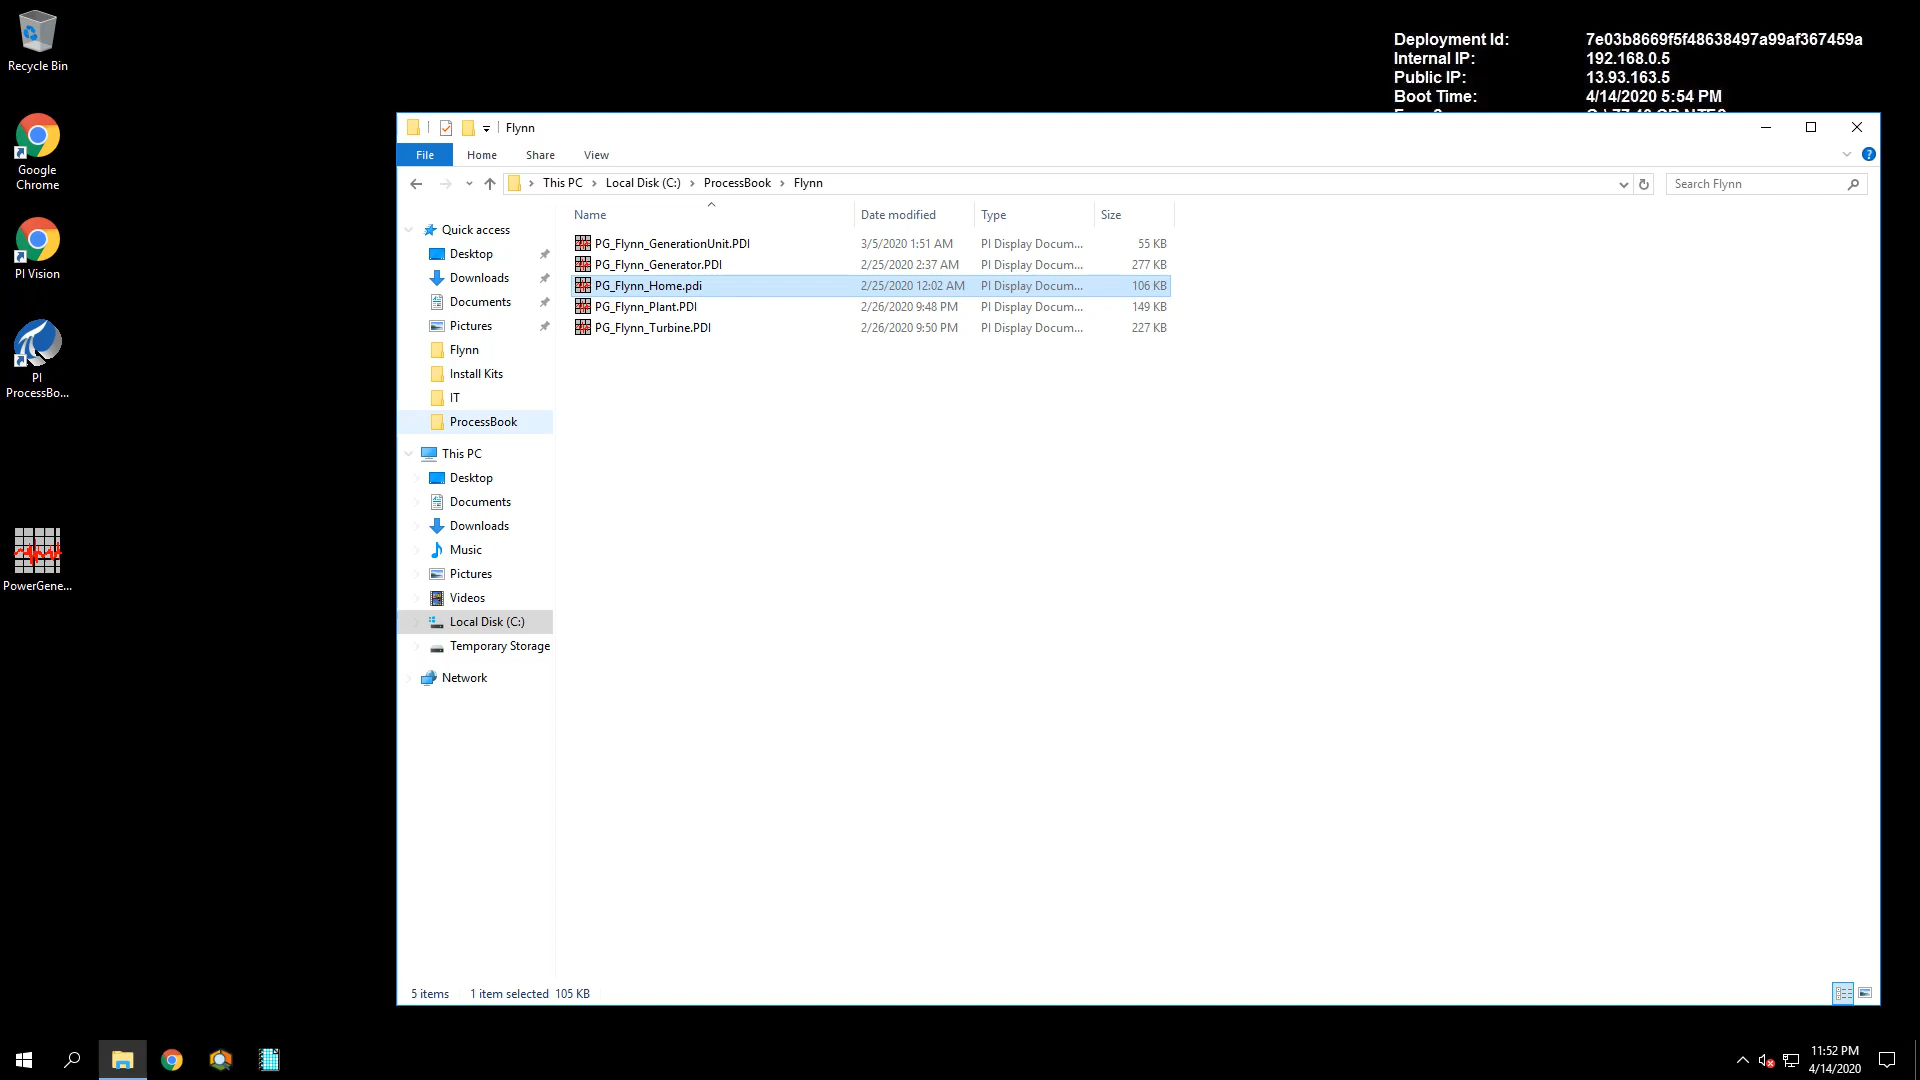 Recycle Bin
Google
Chrome
PI Vision
PI
ProcessBo...
PowerGene...
Deployment Id: 7e03b8669f5f48638497a99af367459a
Internal IP: 192.168.0.5
Public IP: 13.93.163.5
Boot Time: 4/14/2020 5:54 PM
Flynn
File Home Share View
This PC Local Disk (C:) ProcessBook Flynn
Search Flynn
Name Date modified Type Size
PG_Flynn_GenerationUnit.PDI 3/5/2020 1:51 AM PI Display Docum... 55 KB
PG_Flynn_Generator.PDI 2/25/2020 2:37 AM PI Display Docum... 277 KB
PG_Flynn_Home.pdi 2/25/2020 12:02 AM PI Display Docum... 106 KB
PG_Flynn_Plant.PDI 2/26/2020 9:48 PM PI Display Docum... 149 KB
PG_Flynn_Turbine.PDI 2/26/2020 9:50 PM PI Display Docum... 227 KB
Quick access
Desktop
Downloads
Documents
Pictures
Flynn
Install Kits
IT
ProcessBook
This PC
Desktop
Documents
Downloads
Music
Pictures
Videos
Local Disk (C:)
Temporary Storage
Network
5 items 1 item selected 105 KB
11:52 PM
4/14/2020